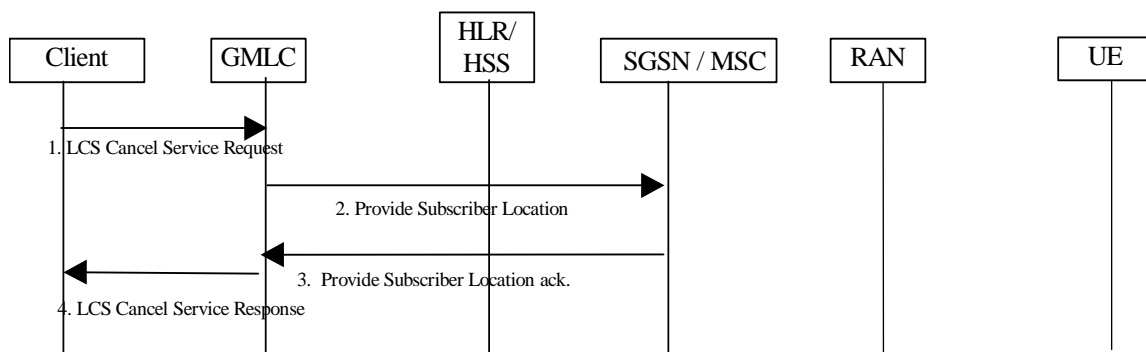 Client
GMLC
HLR/
HSS
SGSN / MSC
RAN
UE
1. LCS Cancel Service Request
2. Provide Subscriber Location
3. Provide Subscriber Location ack.
4. LCS Cancel Service Response